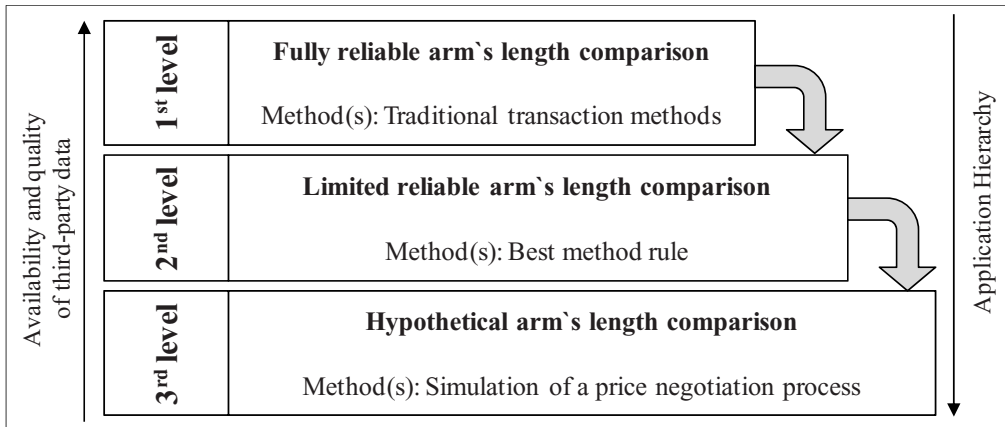 Availability and quality
of third-party data
1st level
Fully reliable arm`s length comparison
Method(s): Traditional transaction methods
2nd level
Limited reliable arm`s length comparison
Method(s): Best method rule
3rd level
Hypothetical arm`s length comparison
Method(s): Simulation of a price negotiation process
Application Hierarchy